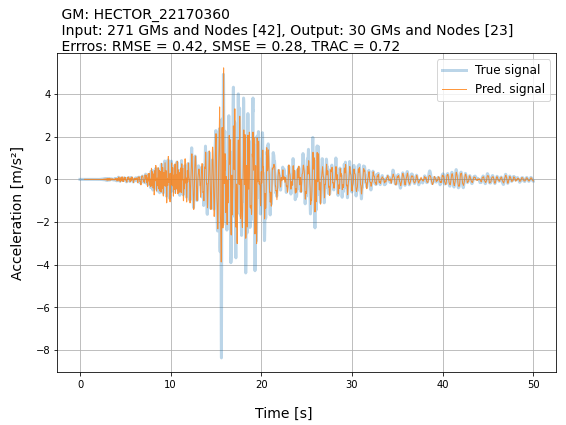 GM: HECTOR_22170360
Input: 271 GMs and Nodes [42], Output: 30 GMs and Nodes [23]
Errros: RMSE = 0.42, SMSE = 0.28, TRAC = 0.72
True signal
Pred. signal
Acceleration [m/s²]
4
2
0
−2
−4
−6
−8
0
10
20
30
40
50
Time [s]